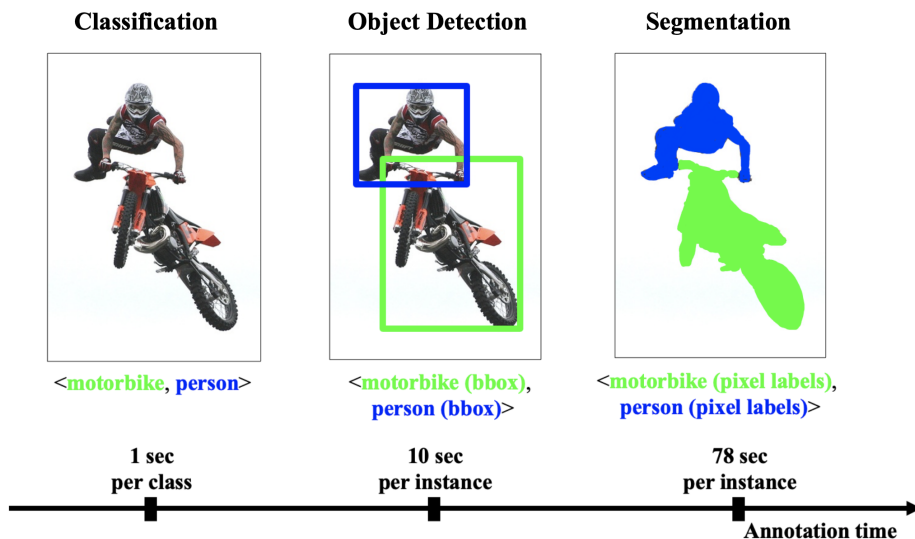 Classification
Object Detection
Segmentation
<motorbike, person>
<motorbike (bbox),
person (bbox)>
<motorbike (pixel labels),
person (pixel labels)>
1 sec
per class
10 sec
per instance
78 sec
per instance
Annotation time